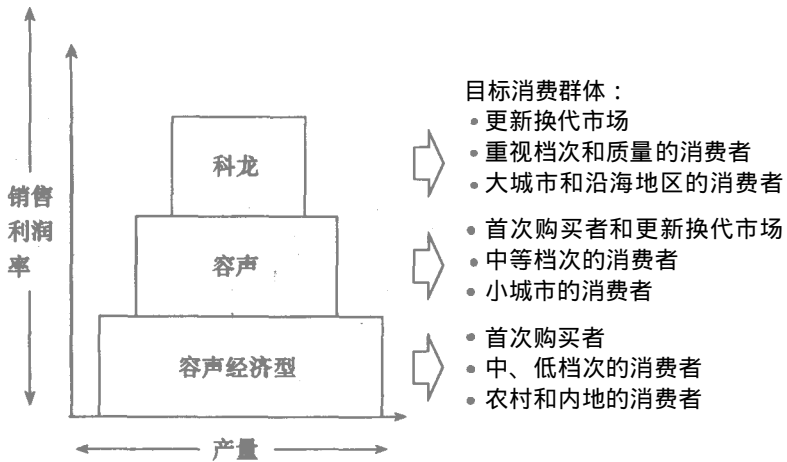 目标消费群体：
• 更新换代市场
科龙
• 重视档次和质量的消费者
• 大城市和沿海地区的消费者
销售
利润
率
• 首次购买者和更新换代市场
容声
• 中等档次的消费者
• 小城市的消费者
• 首次购买者
容声经济型
• 中、低档次的消费者
• 农村和内地的消费者
产量